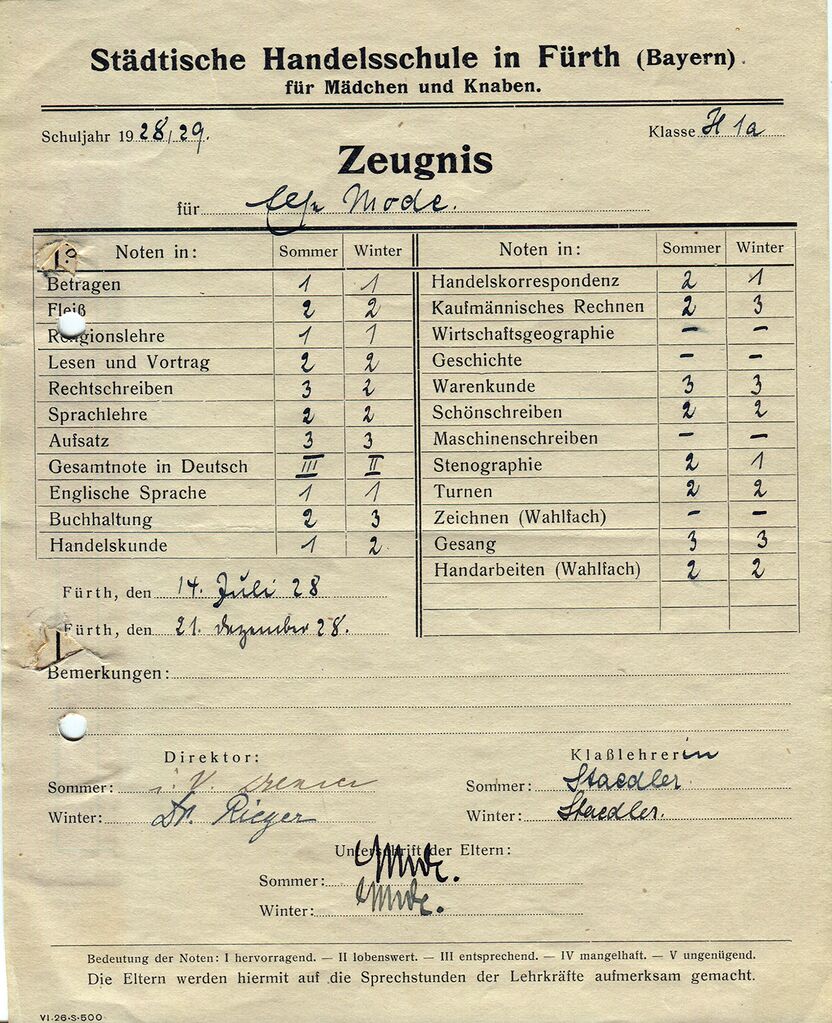 Städtische Handelsschule in Fürth (Bayern).
für Mädchen und Knaben.
Schuljahr 1928/29.
Klasse H 1a
Zeugnis
für Else Mode.
Noten in: Sommer Winter
Betragen 1 1
Fleiß 2 2
Religionslehre 1 1
Lesen und Vortrag 2 2
Rechtschreiben 3 2
Sprachlehre 2 2
Aufsatz 3 3
Gesamtnote in Deutsch III II
Englische Sprache 1 1
Buchhaltung 2 3
Handelskunde 1 2
Noten in: Sommer Winter
Handelskorrespondenz 2 1
Kaufmännisches Rechnen 2 3
Wirtschaftsgeographie – –
Geschichte – –
Warenkunde 3 3
Schönschreiben 2 2
Maschinenschreiben – –
Stenographie 2 1
Turnen 2 2
Zeichnen (Wahlfach) – –
Gesang 3 3
Handarbeiten (Wahlfach) 2 2
Fürth, den 14. Juli 28
Fürth, den 21. Dezember 28.
Bemerkungen:
Direktor:
Sommer: i. V.
Winter: Dr. Rieger
Klaßlehrerin
Sommer: Staedler
Winter: Staedler.
Unterschrift der Eltern:
Sommer: Mode.
Winter: Mode.
Bedeutung der Noten: I hervorragend. — II lobenswert. — III entsprechend. — IV mangelhaft. — V ungenügend.
Die Eltern werden hiermit auf die Sprechstunden der Lehrkräfte aufmerksam gemacht.
VI-26-S-500